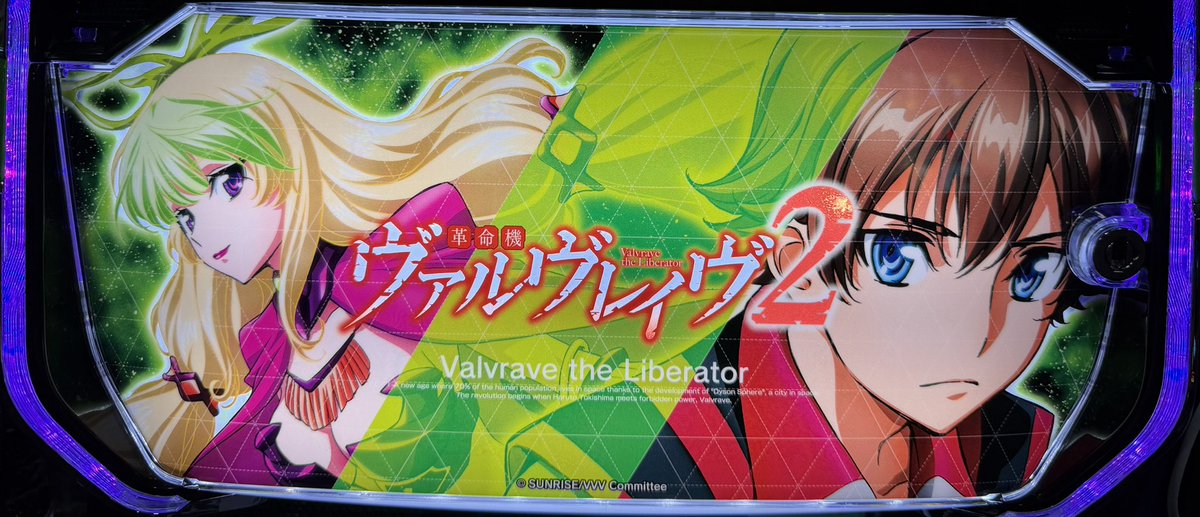 革命機
ヴァルヴレイヴ2
Valvrave
the Liberator
Valvrave the Liberator
A new age where 70% of the human population lives in space thanks to the development of "Dyson Sphere", a city in space.
The revolution begins when Haruto Tokishima meets forbidden power, Valvrave.
© SUNRISE/VVV Committee